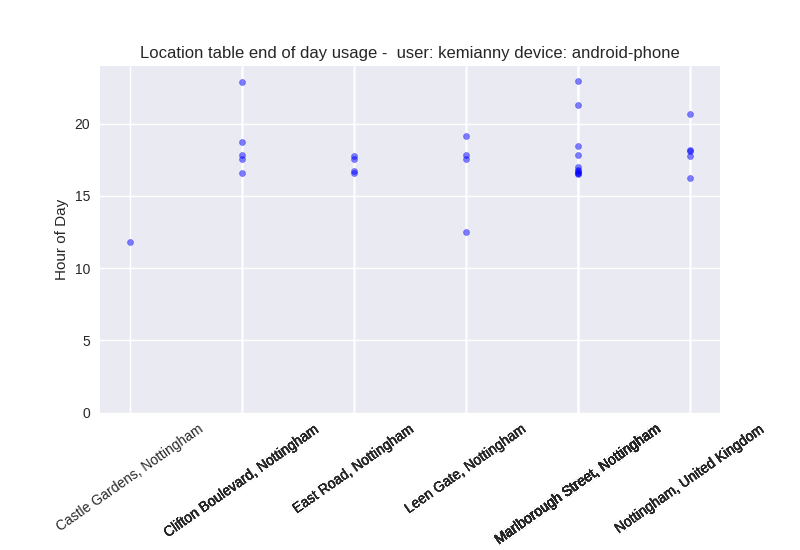 Location table end of day usage -  user: kemianny device: android-phone
Hour of Day
20
15
10
5
0
Castle Gardens, Nottingham
Clifton Boulevard, Nottingham
East Road, Nottingham
Leen Gate, Nottingham
Marlborough Street, Nottingham
Nottingham, United Kingdom